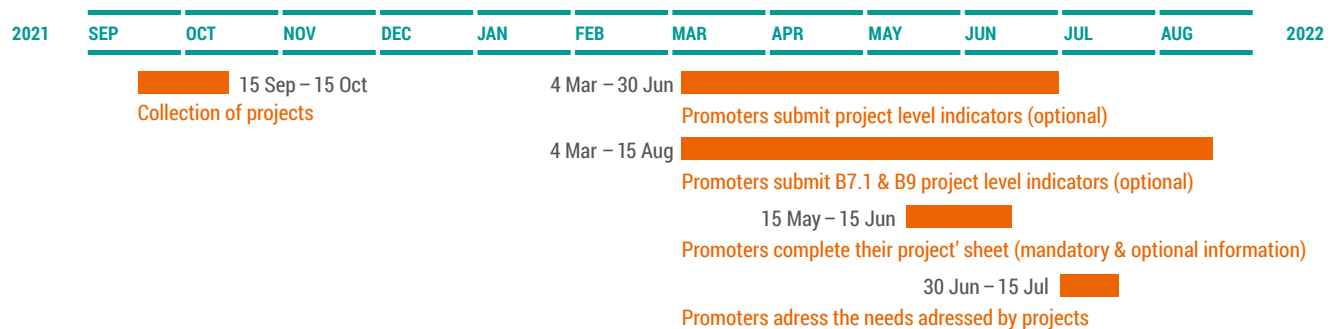 2021 SEP OCT NOV DEC JAN FEB MAR APR MAY JUN JUL AUG 2022
15 Sep – 15 Oct
Collection of projects
4 Mar – 30 Jun
Promoters submit project level indicators (optional)
4 Mar – 15 Aug
Promoters submit B7.1 & B9 project level indicators (optional)
15 May – 15 Jun
Promoters complete their project’ sheet (mandatory & optional information)
30 Jun – 15 Jul
Promoters adress the needs adressed by projects